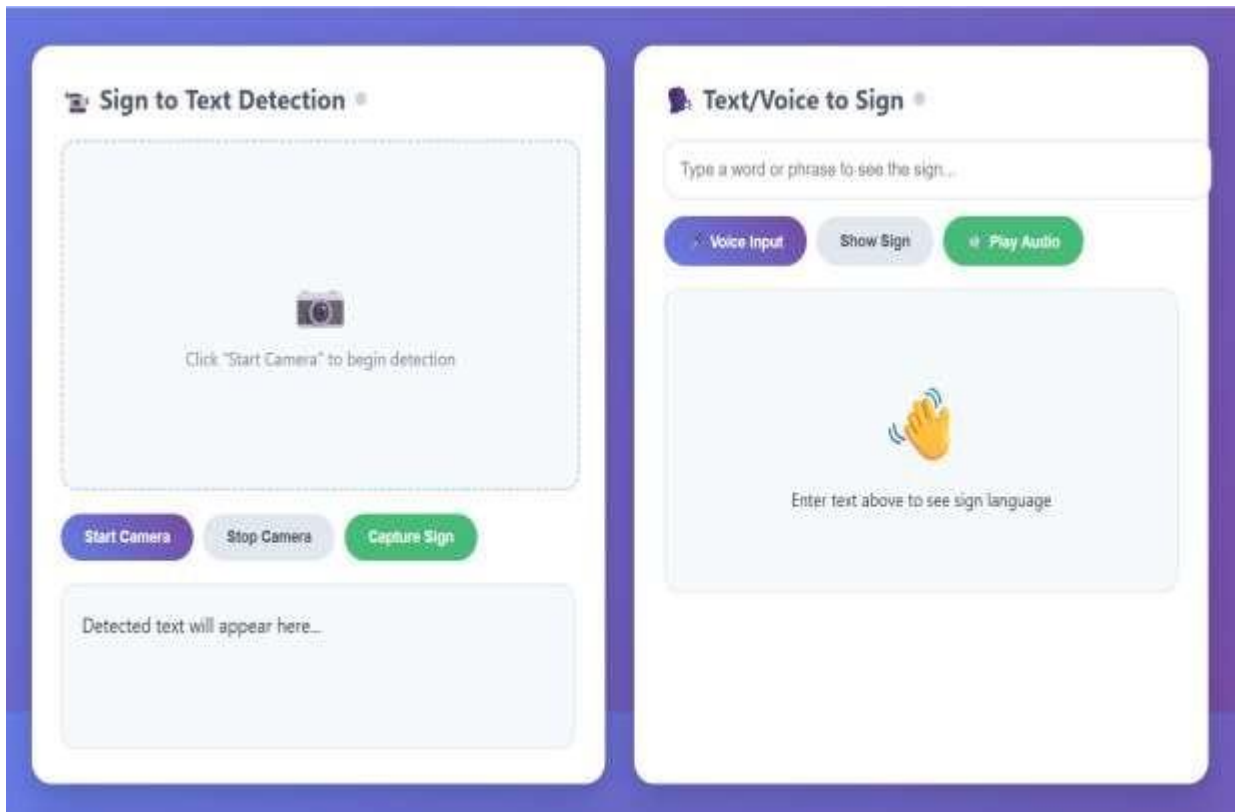 Sign to Text Detection
Click "Start Camera" to begin detection
Start Camera
Stop Camera
Capture Sign
Detected text will appear here...
Text/Voice to Sign
Type a word or phrase to see the sign...
Voice Input
Show Sign
Play Audio
Enter text above to see sign language